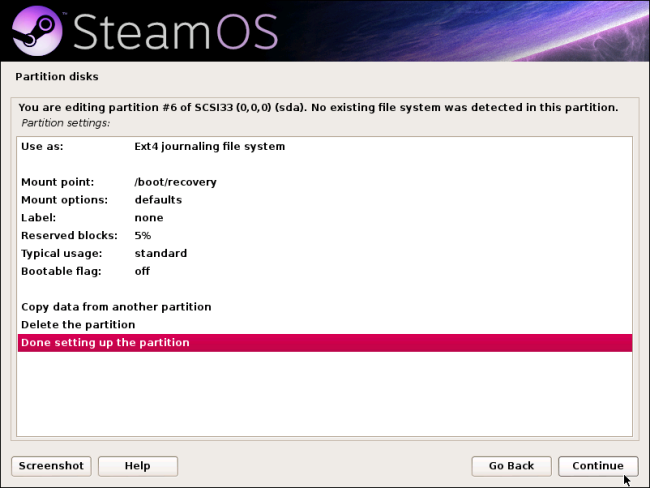 SteamOS
Partition disks
You are editing partition #6 of SCSI33 (0,0,0) (sda). No existing file system was detected in this partition.
Partition settings:
Use as: Ext4 journaling file system
Mount point: /boot/recovery
Mount options: defaults
Label: none
Reserved blocks: 5%
Typical usage: standard
Bootable flag: off
Copy data from another partition
Delete the partition
Done setting up the partition
Screenshot Help Go Back Continue